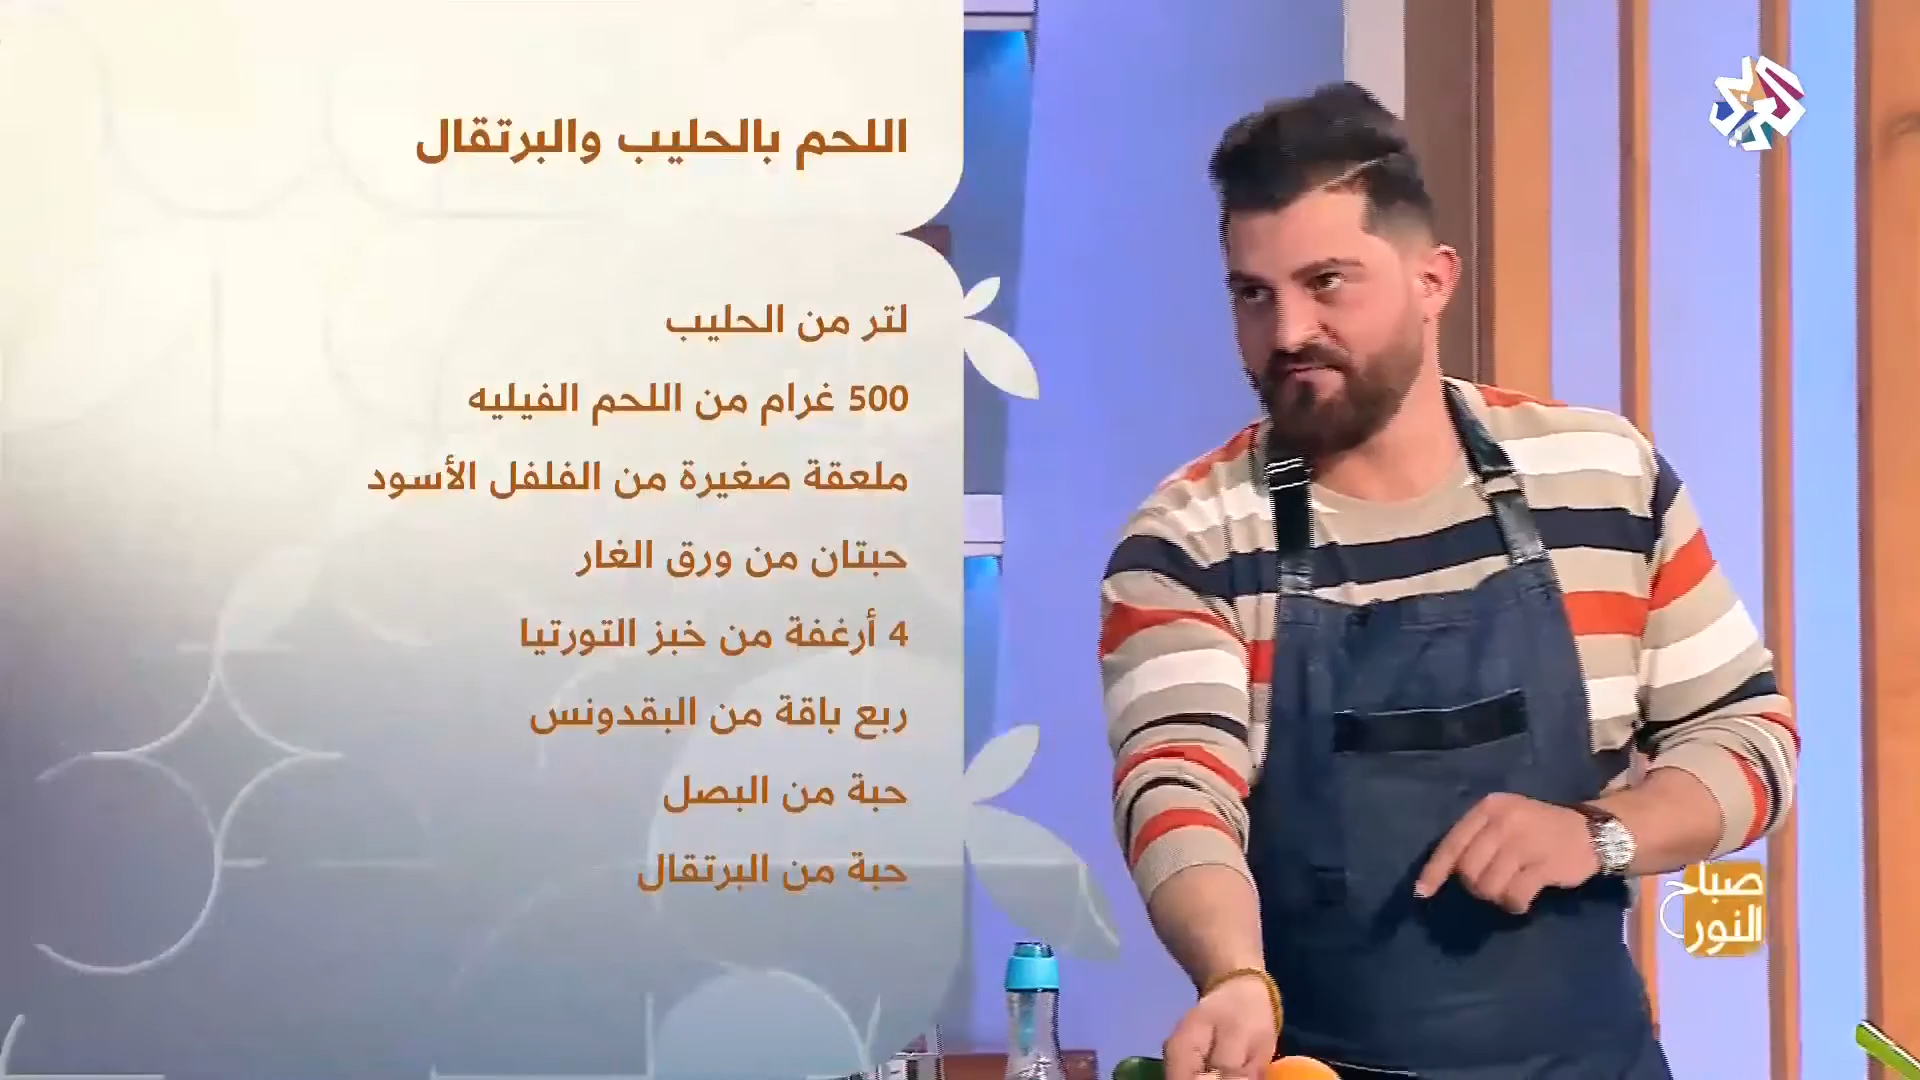 اللحم بالحليب والبرتقال
لتر من الحليب
500 غرام من اللحم الفيليه
ملعقة صغيرة من الفلفل الأسود
حبتان من ورق الغار
4 أرغفة من خبز التورتيا
ربع باقة من البقدونس
حبة من البصل
حبة من البرتقال
العربي
صباح
النور